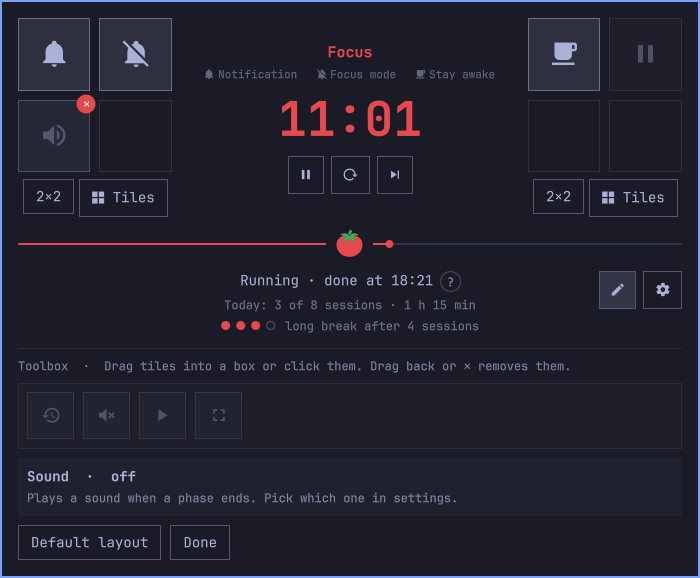 Focus
Notification Focus mode Stay awake
11:01
×
2×2 Tiles
2×2 Tiles
Running · done at 18:21 ?
Today: 3 of 8 sessions · 1 h 15 min
long break after 4 sessions
Toolbox · Drag tiles into a box or click them. Drag back or × removes them.
Sound · off
Plays a sound when a phase ends. Pick which one in settings.
Default layout Done